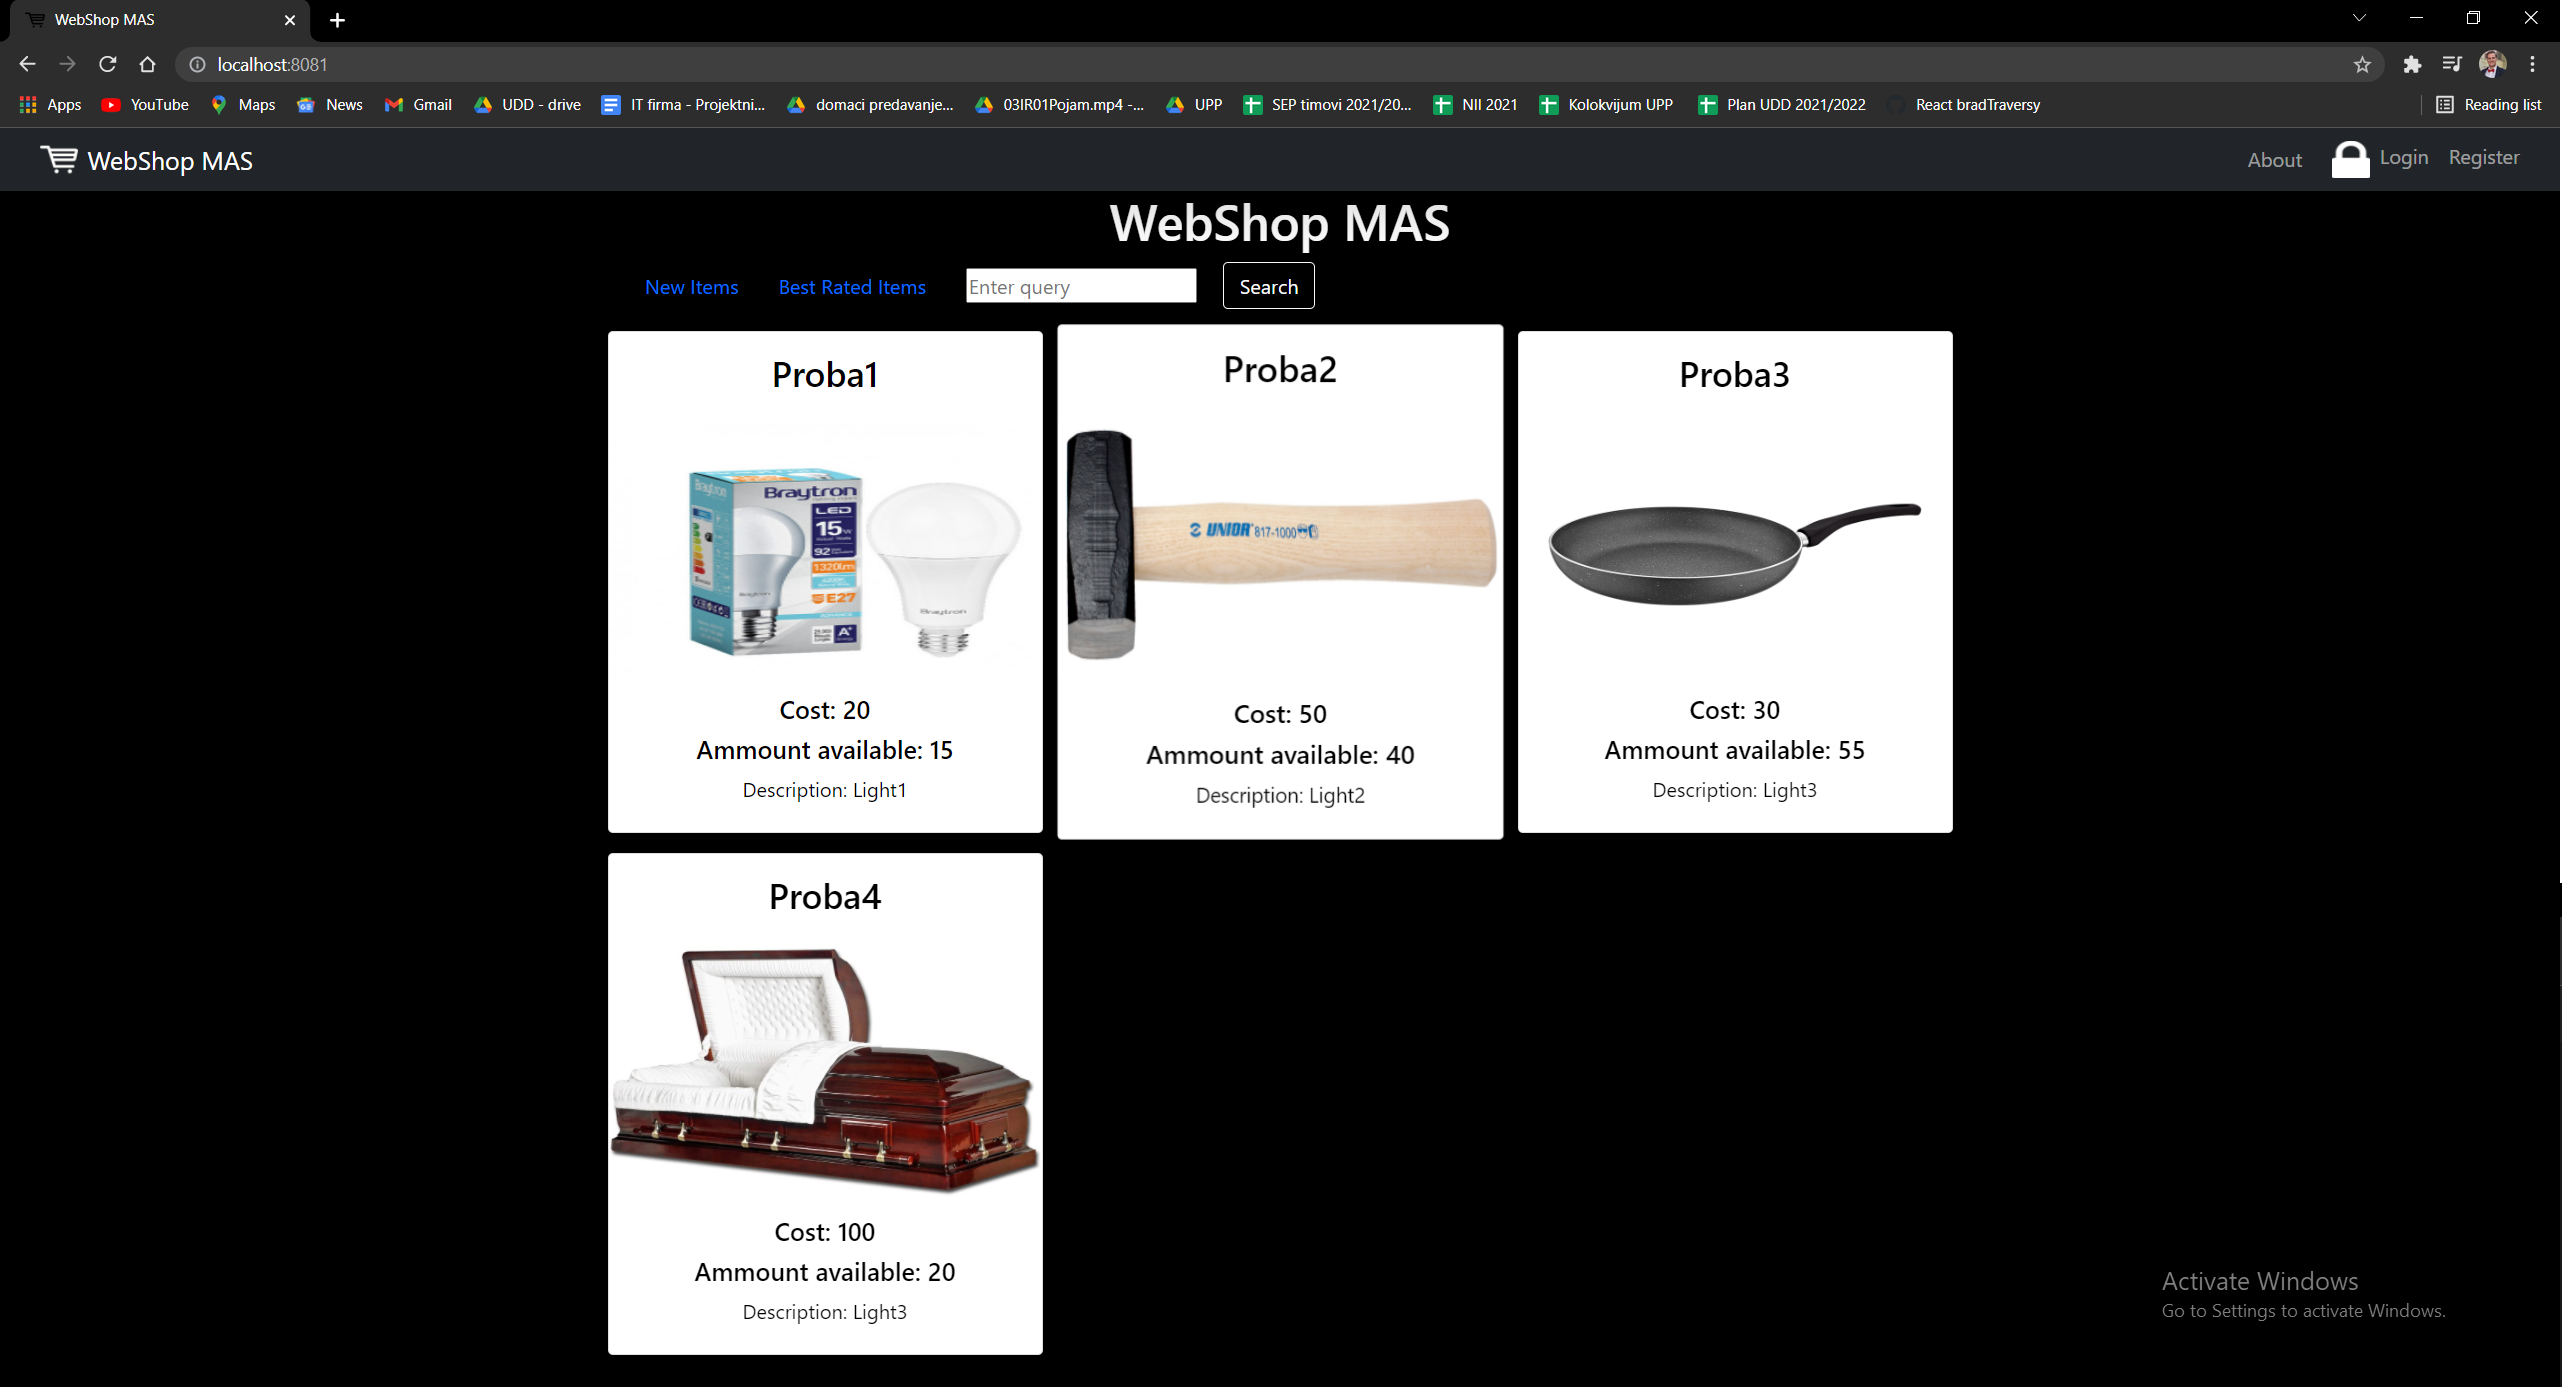 WebShop MAS
localhost:8081
Apps YouTube Maps News Gmail UDD - drive IT firma - Projektni... domaci predavanje... 03IR01Pojam.mp4 -... UPP SEP timovi 2021/20... NII 2021 Kolokvijum UPP Plan UDD 2021/2022 React bradTraversy Reading list
WebShop MAS About Login Register
WebShop MAS
New Items Best Rated Items Enter query Search
Proba1
Braytron
LED
15W
92
1320lm
E27
A+
Braytron
Cost: 20
Ammount available: 15
Description: Light1
Proba2
UNIOR 817-1000
Cost: 50
Ammount available: 40
Description: Light2
Proba3
Cost: 30
Ammount available: 55
Description: Light3
Proba4
Cost: 100
Ammount available: 20
Description: Light3
Activate Windows
Go to Settings to activate Windows.